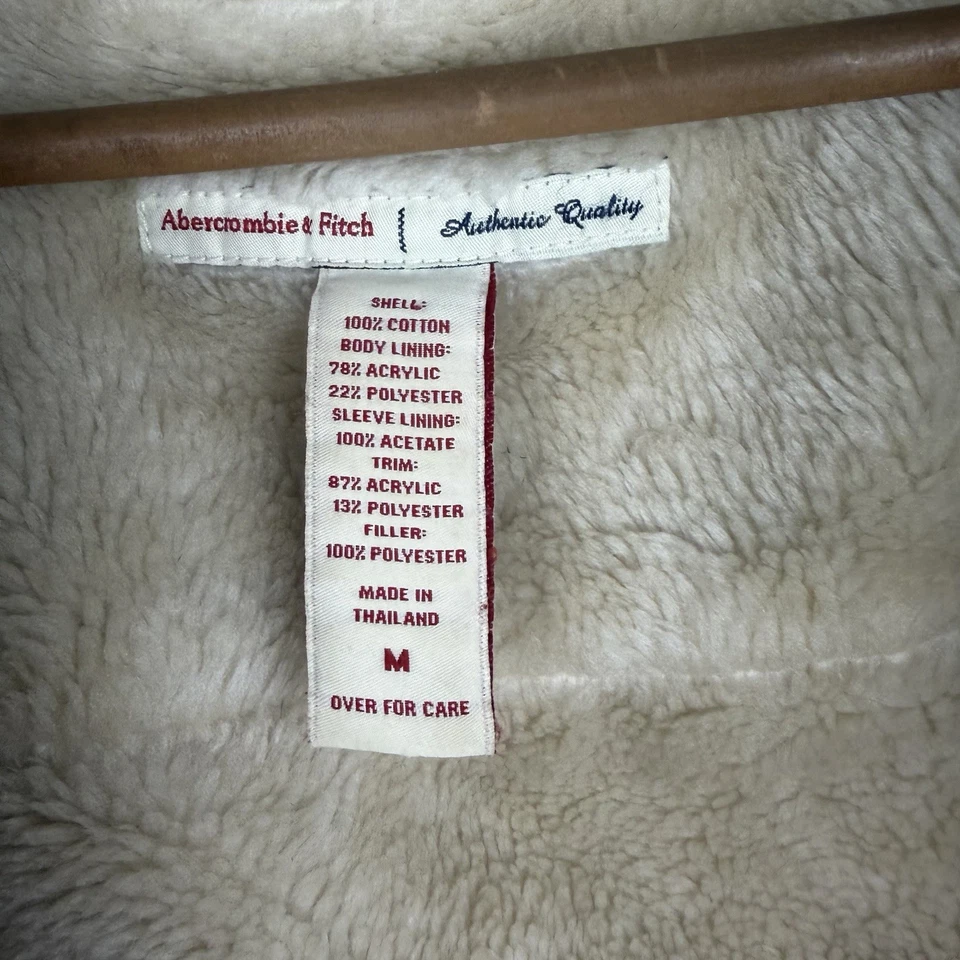 Abercrombie & Fitch | Authentic Quality
SHELL:
100% COTTON
BODY LINING:
78% ACRYLIC
22% POLYESTER
SLEEVE LINING:
100% ACETATE
TRIM:
87% ACRYLIC
13% POLYESTER
FILLER:
100% POLYESTER
MADE IN
THAILAND
M
OVER FOR CARE